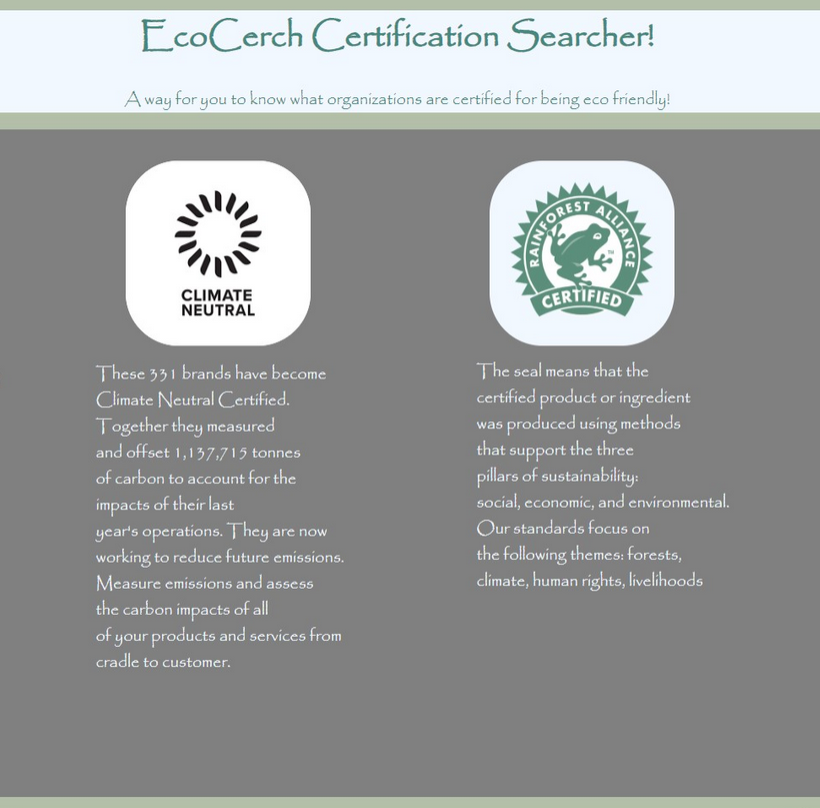 EcoCerch Certification Searcher!
A way for you to know what organizations are certified for being eco friendly!
CLIMATE
NEUTRAL
These 331 brands have become
Climate Neutral Certified.
Together they measured
and offset 1,137,715 tonnes
of carbon to account for the
impacts of their last
year's operations. They are now
working to reduce future emissions.
Measure emissions and assess
the carbon impacts of all
of your products and services from
cradle to customer.
RAINFOREST ALLIANCE
TM
CERTIFIED
The seal means that the
certified product or ingredient
was produced using methods
that support the three
pillars of sustainability:
social, economic, and environmental.
Our standards focus on
the following themes: forests,
climate, human rights, livelihoods